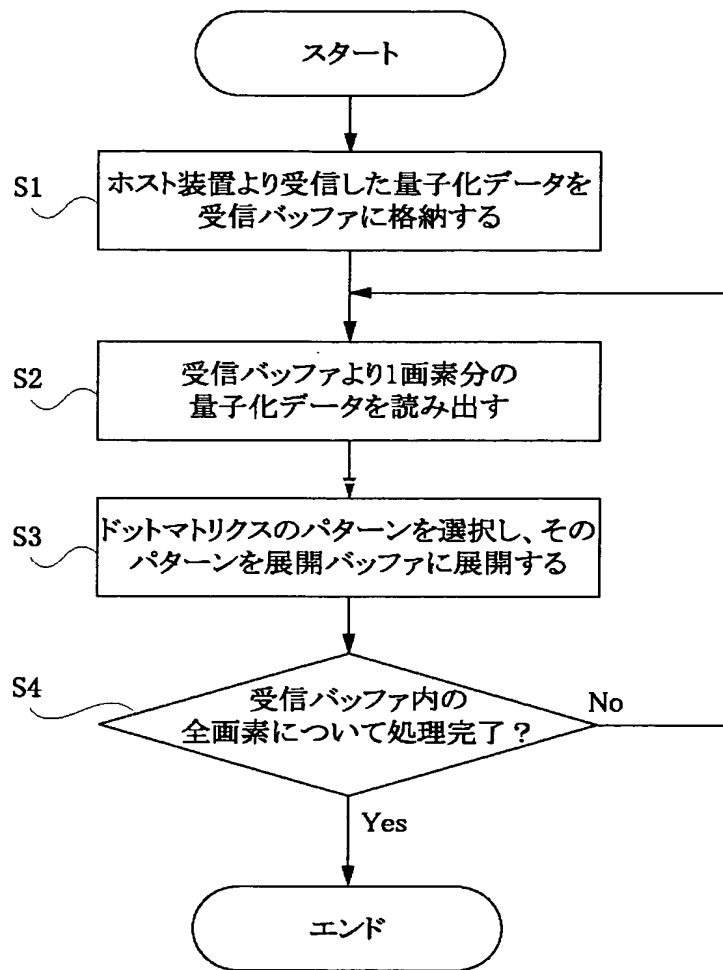 スタート
S1
ホスト装置より受信した量子化データを
受信バッファに格納する
S2
受信バッファより1画素分の
量子化データを読み出す
S3
ドットマトリクスのパターンを選択し、その
パターンを展開バッファに展開する
S4
受信バッファ内の
全画素について処理完了？
No
Yes
エンド